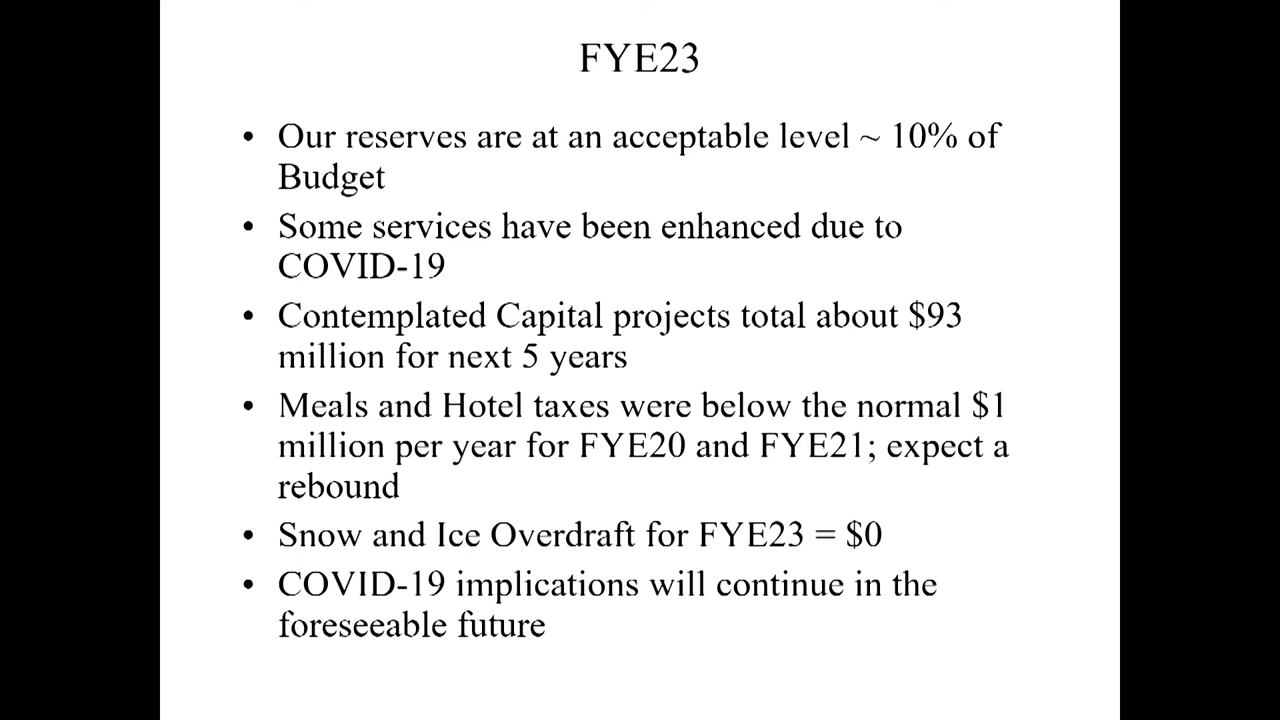 FYE23
• Our reserves are at an acceptable level ~ 10% of
Budget
• Some services have been enhanced due to
COVID-19
• Contemplated Capital projects total about $93
million for next 5 years
• Meals and Hotel taxes were below the normal $1
million per year for FYE20 and FYE21; expect a
rebound
• Snow and Ice Overdraft for FYE23 = $0
• COVID-19 implications will continue in the
foreseeable future